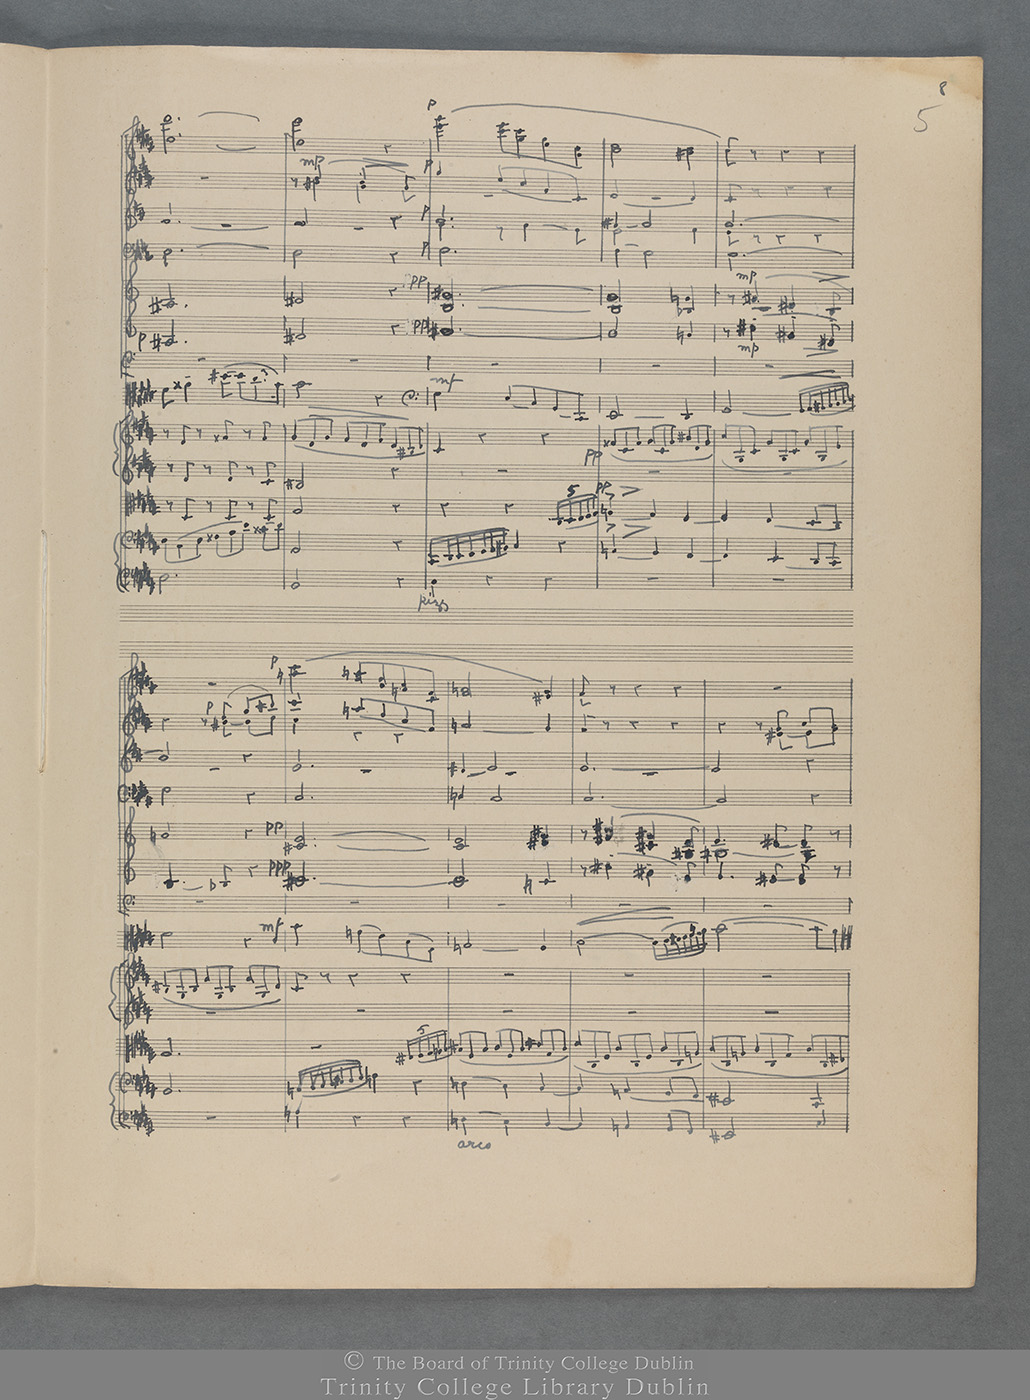 8
5
p
mp
p
p
p
pp
mp
p
pp
mp
mf
pp
5 pp
pizz
p
p
pp
ppp
mf
5
arco
© The Board of Trinity College Dublin
Trinity College Library Dublin